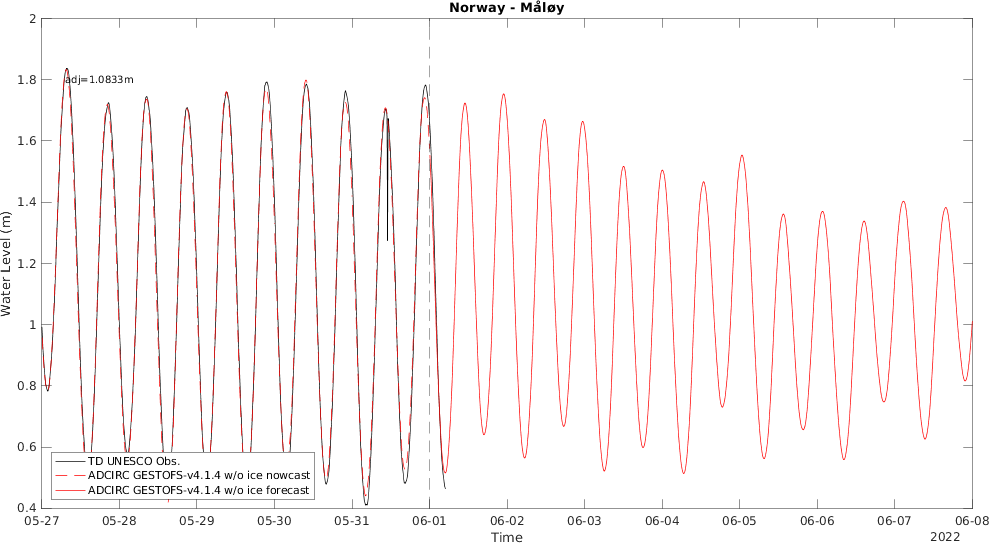 Norway - Måløy
2
1.8
adj=1.0833m
1.6
1.4
1.2
1
0.8
0.6
0.4
Water Level (m)
TD UNESCO Obs.
ADCIRC GESTOFS-v4.1.4 w/o ice nowcast
ADCIRC GESTOFS-v4.1.4 w/o ice forecast
05-27 05-28 05-29 05-30 05-31 06-01 06-02 06-03 06-04 06-05 06-06 06-07 06-08
Time
2022